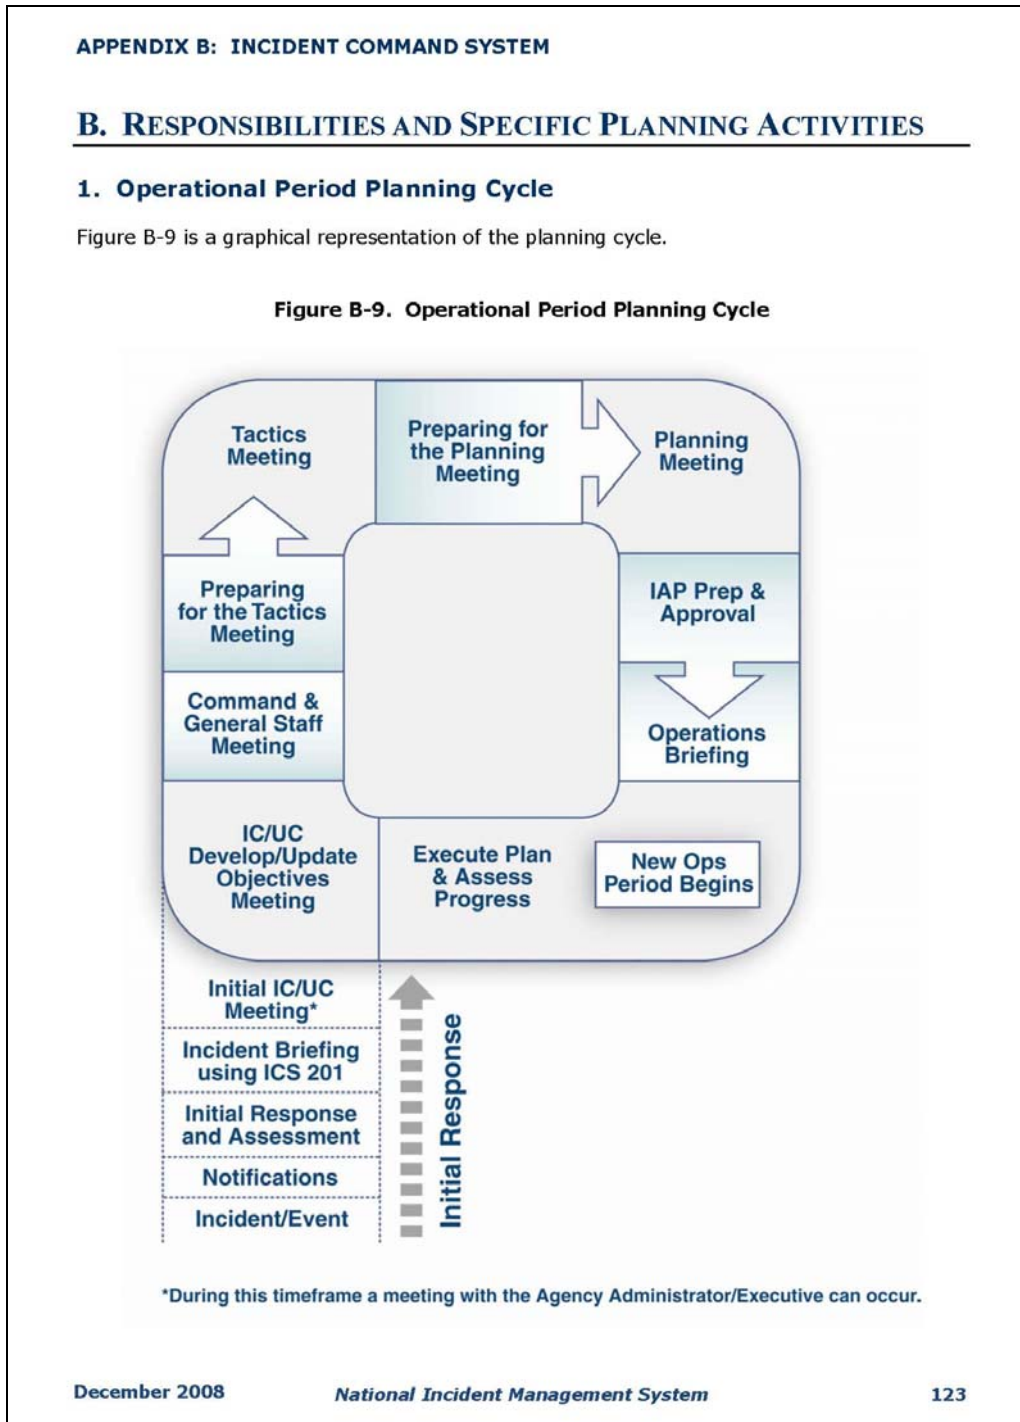 APPENDIX B: INCIDENT COMMAND SYSTEM
B. RESPONSIBILITIES AND SPECIFIC PLANNING ACTIVITIES
1. Operational Period Planning Cycle
Figure B-9 is a graphical representation of the planning cycle.
Figure B-9. Operational Period Planning Cycle
Tactics
Meeting
Preparing for
the Planning
Meeting
Planning
Meeting
Preparing
for the Tactics
Meeting
IAP Prep &
Approval
Command &
General Staff
Meeting
Operations
Briefing
IC/UC
Develop/Update
Objectives
Meeting
Execute Plan
& Assess
Progress
New Ops
Period Begins
Initial IC/UC
Meeting*
Incident Briefing
using ICS 201
Initial Response
and Assessment
Notifications
Incident/Event
Initial Response
*During this timeframe a meeting with the Agency Administrator/Executive can occur.
December 2008
National Incident Management System
123